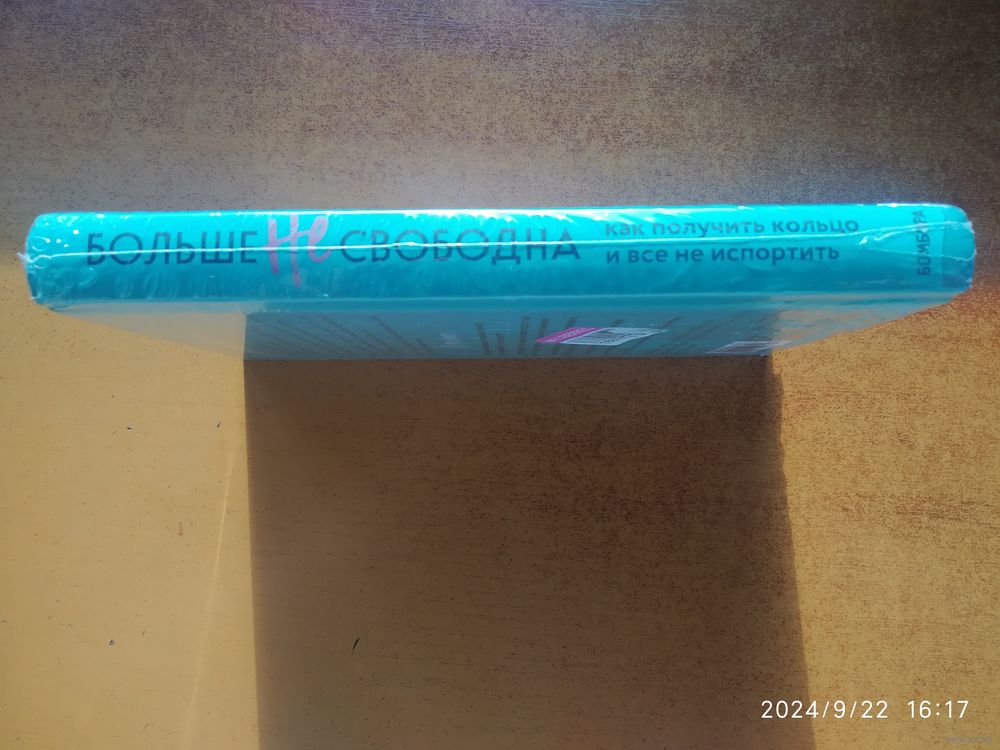 БОЛЬШЕ Не СВОБОДНА
как получить кольцо
и все не испортить
БОМБОРА
2024/9/22 16:17